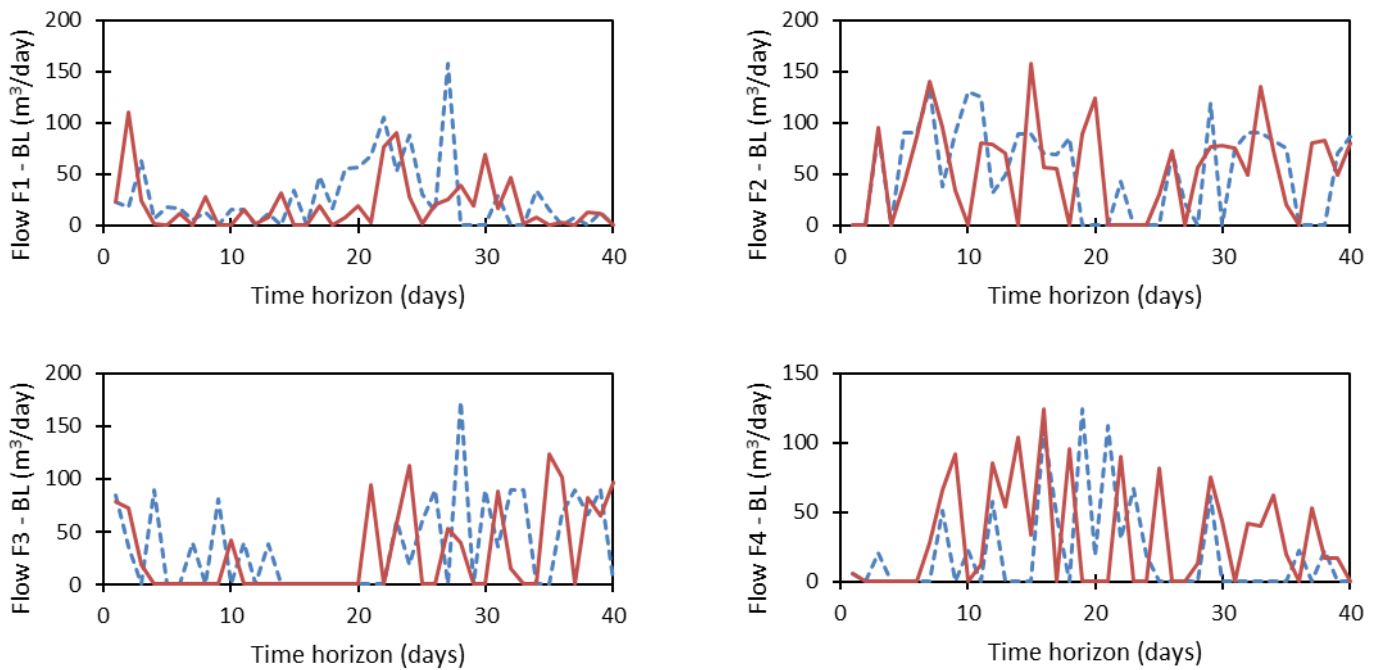 Flow F1 - BL (m³/day)
200
150
100
50
0
0 10 20 30 40
Time horizon (days)
Flow F2 - BL (m³/day)
200
150
100
50
0
0 10 20 30 40
Time horizon (days)
Flow F3 - BL (m³/day)
200
150
100
50
0
0 10 20 30 40
Time horizon (days)
Flow F4 - BL (m³/day)
150
100
50
0
0 10 20 30 40
Time horizon (days)